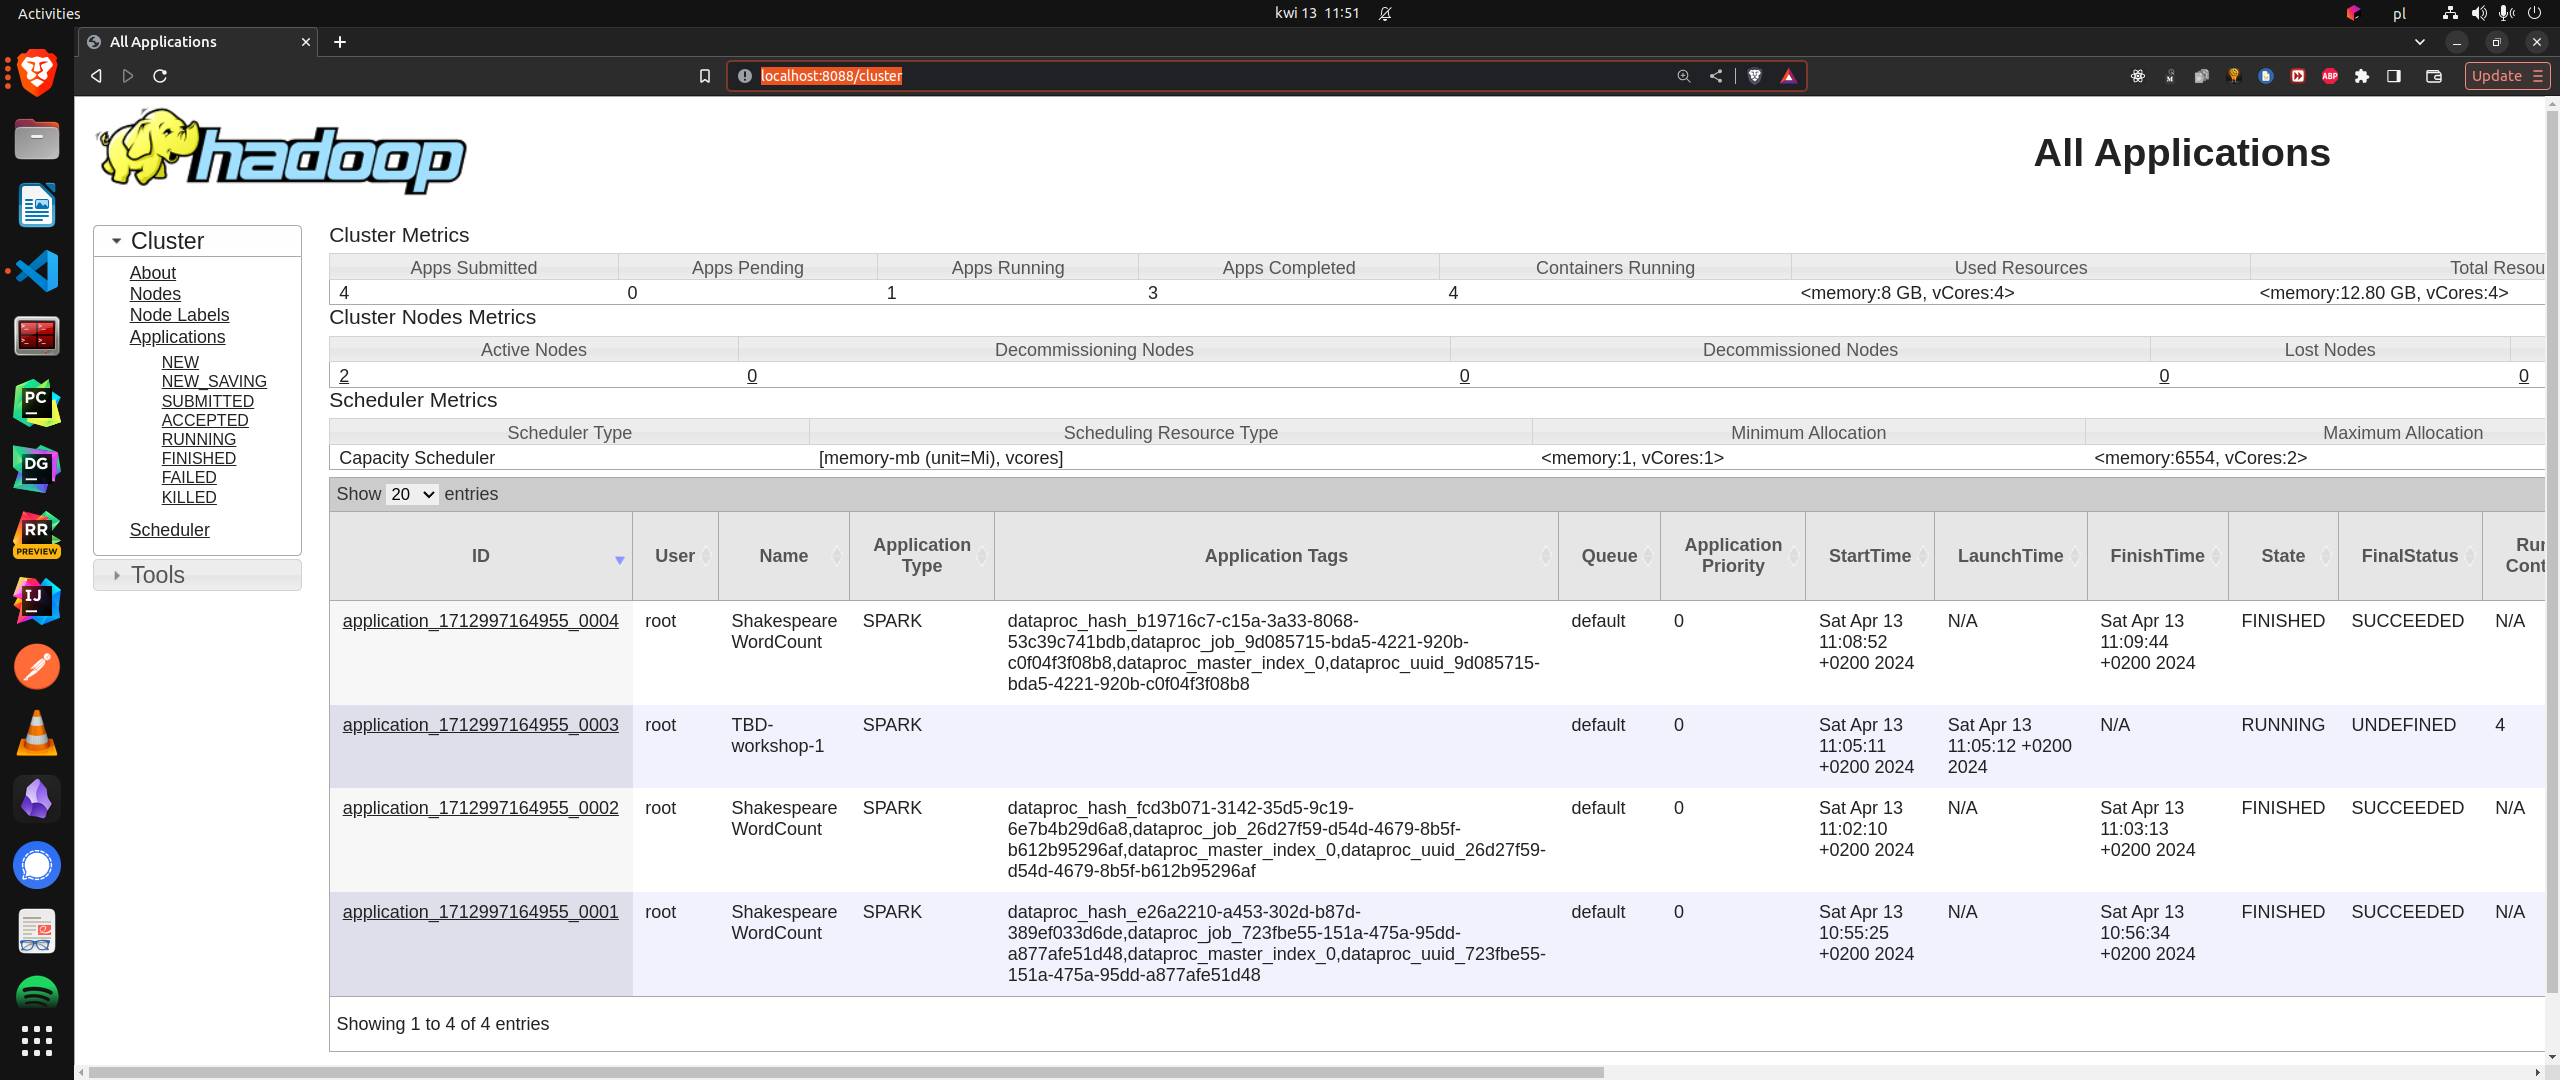 Activities
kwi 13 11:51
pl
All Applications
localhost:8088/cluster
ABP
Update
hadoop
All Applications
Cluster
About
Nodes
Node Labels
Applications
NEW
NEW_SAVING
SUBMITTED
ACCEPTED
RUNNING
FINISHED
FAILED
KILLED
Scheduler
Tools
PC
DG
RR
PREVIEW
IJ
Cluster Metrics
Apps Submitted Apps Pending Apps Running Apps Completed Containers Running Used Resources Total Resou
4 0 1 3 4 <memory:8 GB, vCores:4> <memory:12.80 GB, vCores:4>
Cluster Nodes Metrics
Active Nodes Decommissioning Nodes Decommissioned Nodes Lost Nodes
2 0 0 0 0
Scheduler Metrics
Scheduler Type Scheduling Resource Type Minimum Allocation Maximum Allocation
Capacity Scheduler [memory-mb (unit=Mi), vcores] <memory:1, vCores:1> <memory:6554, vCores:2>
Show 20 entries
ID User Name Application Type Application Tags Queue Application Priority StartTime LaunchTime FinishTime State FinalStatus Run Cont
application_1712997164955_0004 root Shakespeare SPARK dataproc_hash_b19716c7-c15a-3a33-8068- default 0 Sat Apr 13 N/A Sat Apr 13 FINISHED SUCCEEDED N/A
WordCount 53c39c741bdb,dataproc_job_9d085715-bda5-4221-920b- 11:08:52 11:09:44
c0f04f3f08b8,dataproc_master_index_0,dataproc_uuid_9d085715- +0200 2024 +0200 2024
bda5-4221-920b-c0f04f3f08b8
application_1712997164955_0003 root TBD- SPARK default 0 Sat Apr 13 Sat Apr 13 N/A RUNNING UNDEFINED 4
workshop-1 11:05:11 11:05:12 +0200
+0200 2024 2024
application_1712997164955_0002 root Shakespeare SPARK dataproc_hash_fcd3b071-3142-35d5-9c19- default 0 Sat Apr 13 N/A Sat Apr 13 FINISHED SUCCEEDED N/A
WordCount 6e7b4b29d6a8,dataproc_job_26d27f59-d54d-4679-8b5f- 11:02:10 11:03:13
b612b95296af,dataproc_master_index_0,dataproc_uuid_26d27f59- +0200 2024 +0200 2024
d54d-4679-8b5f-b612b95296af
application_1712997164955_0001 root Shakespeare SPARK dataproc_hash_e26a2210-a453-302d-b87d- default 0 Sat Apr 13 N/A Sat Apr 13 FINISHED SUCCEEDED N/A
WordCount 389ef033d6de,dataproc_job_723fbe55-151a-475a-95dd- 10:55:25 10:56:34
a877afe51d48,dataproc_master_index_0,dataproc_uuid_723fbe55- +0200 2024 +0200 2024
151a-475a-95dd-a877afe51d48
Showing 1 to 4 of 4 entries